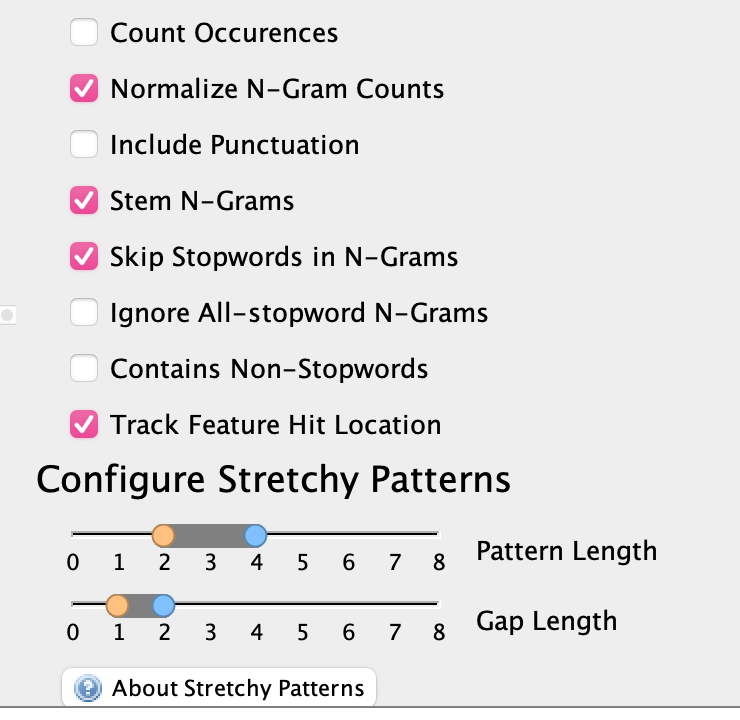 Count Occurences
Normalize N-Gram Counts
Include Punctuation
Stem N-Grams
Skip Stopwords in N-Grams
Ignore All-stopword N-Grams
Contains Non-Stopwords
Track Feature Hit Location
Configure Stretchy Patterns
0 1 2 3 4 5 6 7 8 Pattern Length
0 1 2 3 4 5 6 7 8 Gap Length
? About Stretchy Patterns